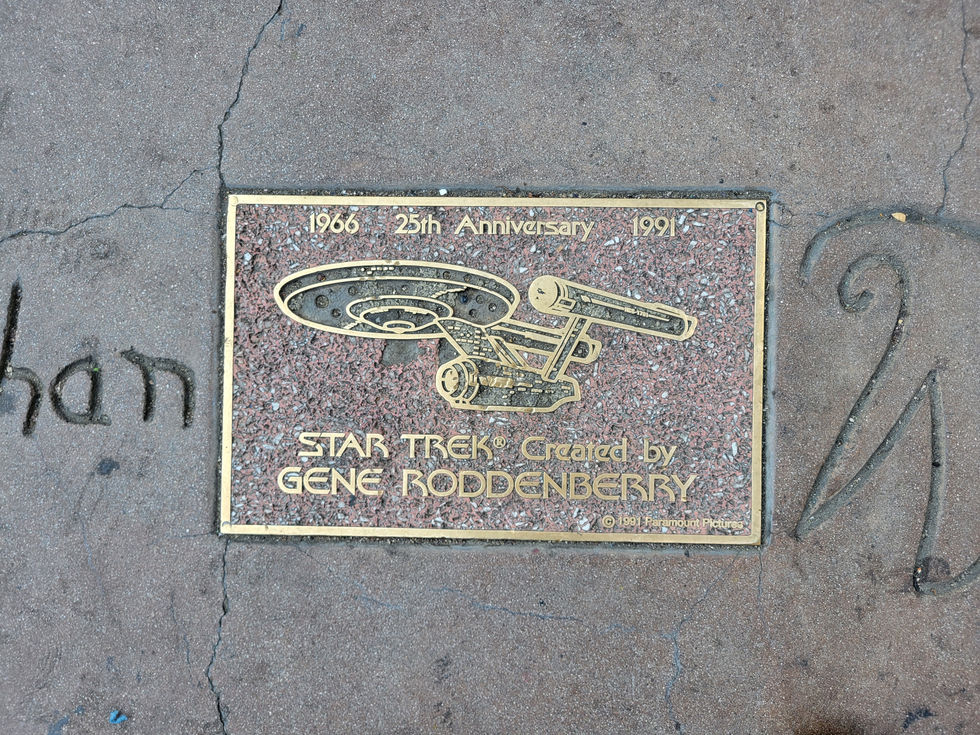 1966 25th Anniversary 1991
han
STAR TREK® Created by
GENE RODDENBERRY
© 1991 Paramount Pictures